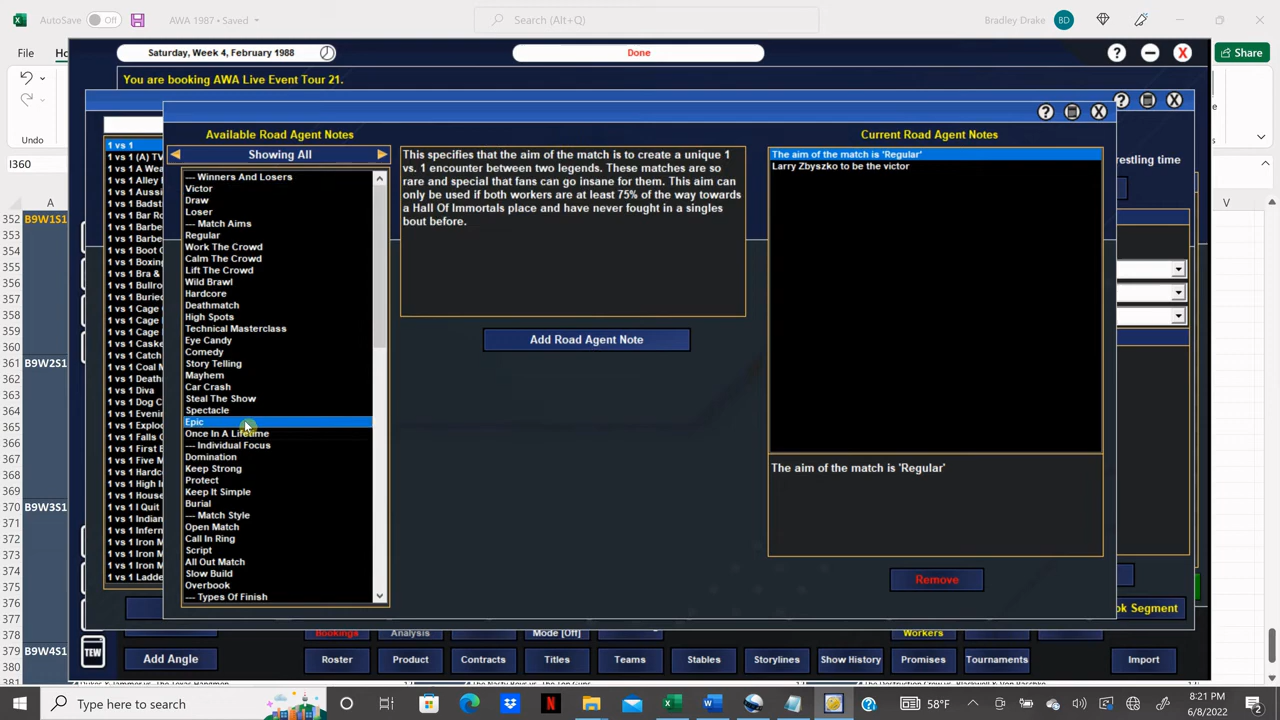 AutoSave
Off
AWA 1987 • Saved
Search (Alt+Q)
Bradley Drake
BD
File
Ho
Share
Saturday, Week 4, February 1988
Done
?
X
You are booking AWA Live Event Tour 21.
Undo
I360
A
V
352 B9W1S1
353
354
355
356
357
358
359
360
361 B9W2S1
362
363
364
365
366
367
368
369
370 B9W3S1
371
372
373
374
375
376
377
378
379 B9W4S1
380
1 vs 1
1 vs 1 (A) TV
1 vs 1 A Wea
1 vs 1 Alley
1 vs 1 Aussi
1 vs 1 Badst
1 vs 1 Bar Ro
1 vs 1 Barbe
1 vs 1 Barbe
1 vs 1 Boot
1 vs 1 Boxing
1 vs 1 Bra &
1 vs 1 Bullro
1 vs 1 Buried
1 vs 1 Cage
1 vs 1 Cage
1 vs 1 Cage
1 vs 1 Caske
1 vs 1 Catch
1 vs 1 Coal M
1 vs 1 Death
1 vs 1 Diva
1 vs 1 Dog C
1 vs 1 Evenin
1 vs 1 Explo
1 vs 1 Falls
1 vs 1 First
1 vs 1 Five M
1 vs 1 Hardc
1 vs 1 High I
1 vs 1 House
1 vs 1 I Quit
1 vs 1 Indian
1 vs 1 Infern
1 vs 1 Iron M
1 vs 1 Iron M
1 vs 1 Iron M
1 vs 1 Ladde
Available Road Agent Notes
Showing All
--- Winners And Losers
Victor
Draw
Loser
--- Match Aims
Regular
Work The Crowd
Calm The Crowd
Lift The Crowd
Wild Brawl
Hardcore
Deathmatch
High Spots
Technical Masterclass
Eye Candy
Comedy
Story Telling
Mayhem
Car Crash
Steal The Show
Spectacle
Epic
Once In A Lifetime
--- Individual Focus
Domination
Keep Strong
Protect
Keep It Simple
Burial
--- Match Style
Open Match
Call In Ring
Script
All Out Match
Slow Build
Overbook
--- Types Of Finish
This specifies that the aim of the match is to create a unique 1
vs. 1 encounter between two legends. These matches are so
rare and special that fans can go insane for them. This aim can
only be used if both workers are at least 75% of the way towards
a Hall Of Immortals place and have never fought in a singles
bout before.
Add Road Agent Note
? X
Current Road Agent Notes
The aim of the match is 'Regular'
Larry Zbyszko to be the victor
The aim of the match is 'Regular'
Remove
? X
restling time
ok Segment
TEW
Add Angle
Bookings
Analysis
Mode [Off]
Workers
Roster
Product
Contracts
Titles
Teams
Stables
Storylines
Show History
Promises
Tournaments
Import
Type here to search
58°F
8:21 PM
6/8/2022
2